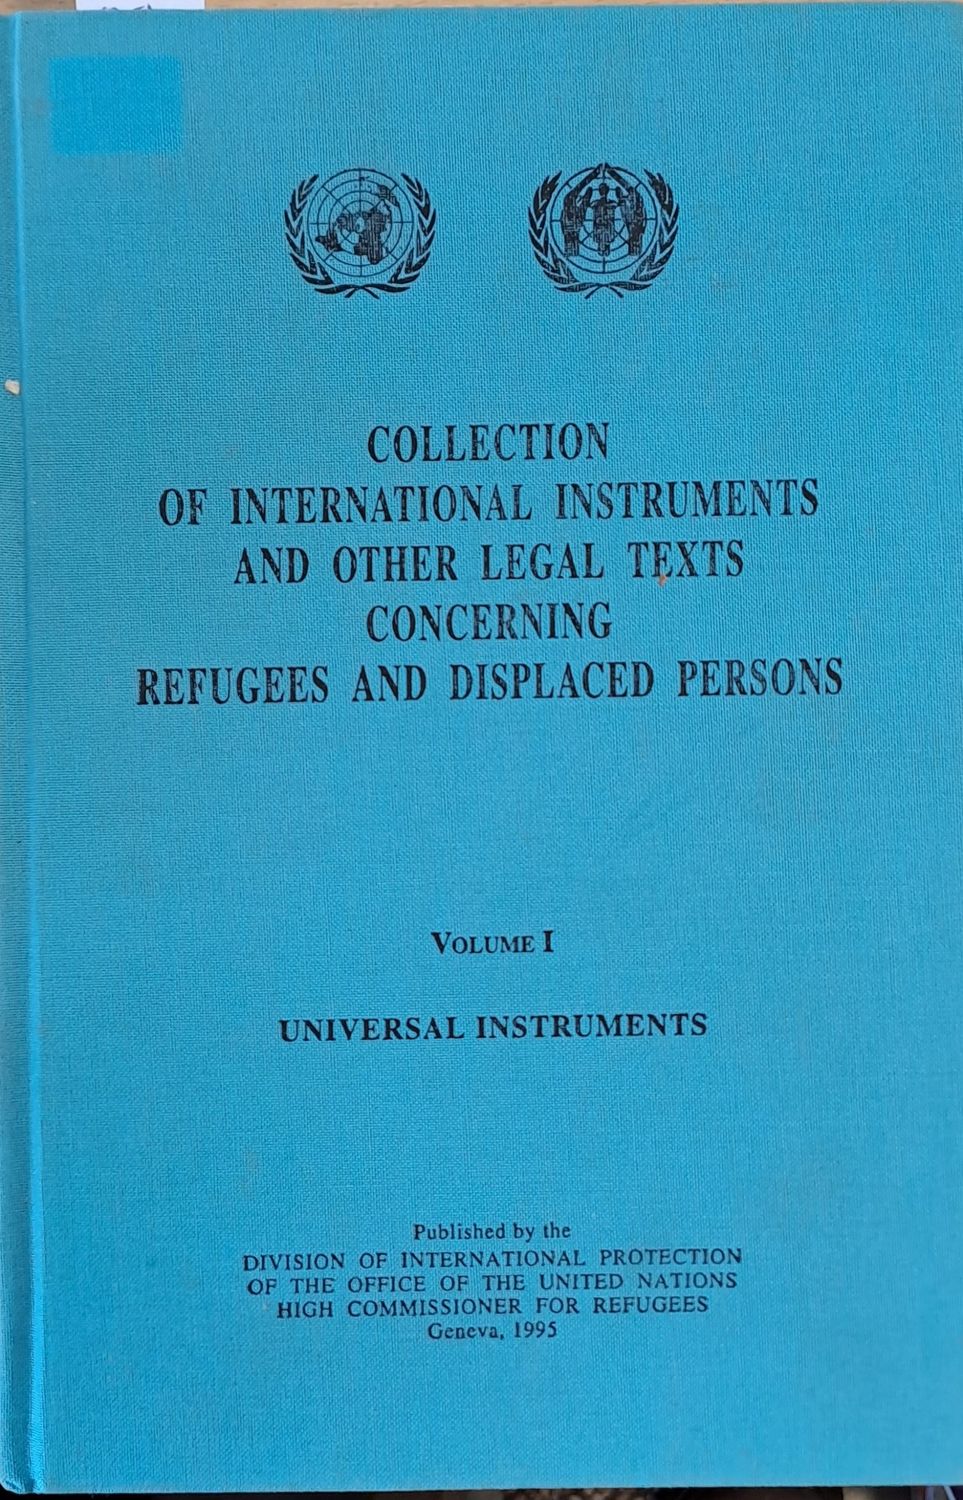 COLLECTION
OF INTERNATIONAL INSTRUMENTS
AND OTHER LEGAL TEXTS
CONCERNING
REFUGEES AND DISPLACED PERSONS
VOLUME I
UNIVERSAL INSTRUMENTS
Published by the
DIVISION OF INTERNATIONAL PROTECTION
OF THE OFFICE OF THE UNITED NATIONS
HIGH COMMISSIONER FOR REFUGEES
Geneva, 1995